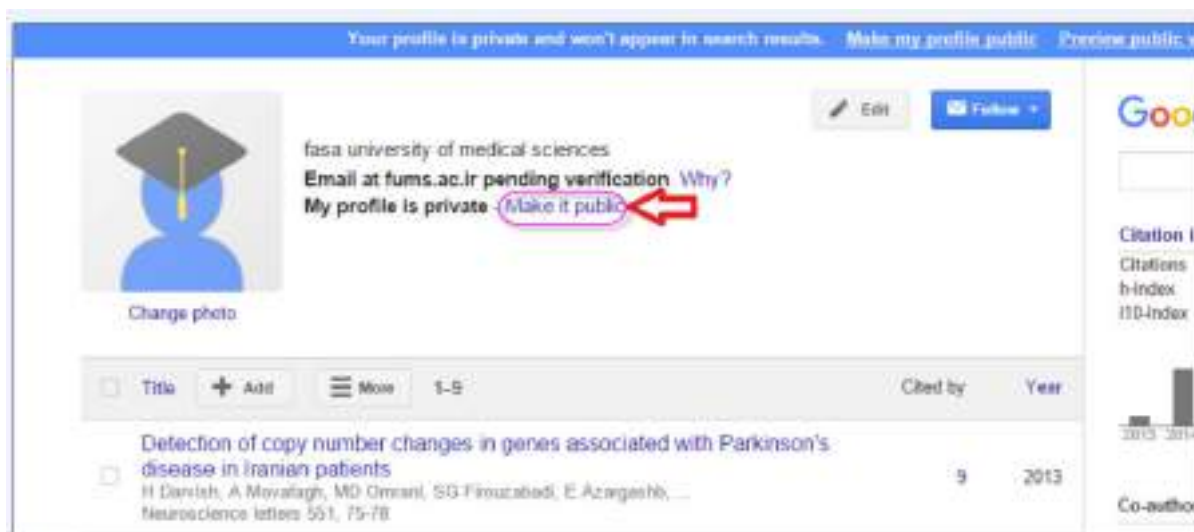 Your profile is private and won't appear in search results. Make my profile public Preview public
Edit
Follow
fasa university of medical sciences
Email at fums.ac.ir pending verification Why?
My profile is private - Make it public
Change photo
Title Add More 1–9 Cited by Year
Detection of copy number changes in genes associated with Parkinson's
disease in Iranian patients
9 2013
H Darvish, A Movafagh, MD Omrani, SG Firouzabadi, E Azargashb, ...
Neuroscience letters 551, 75-78
Goo
Citation
Citations
h-index
i10-index
2013 2014
Co-autho